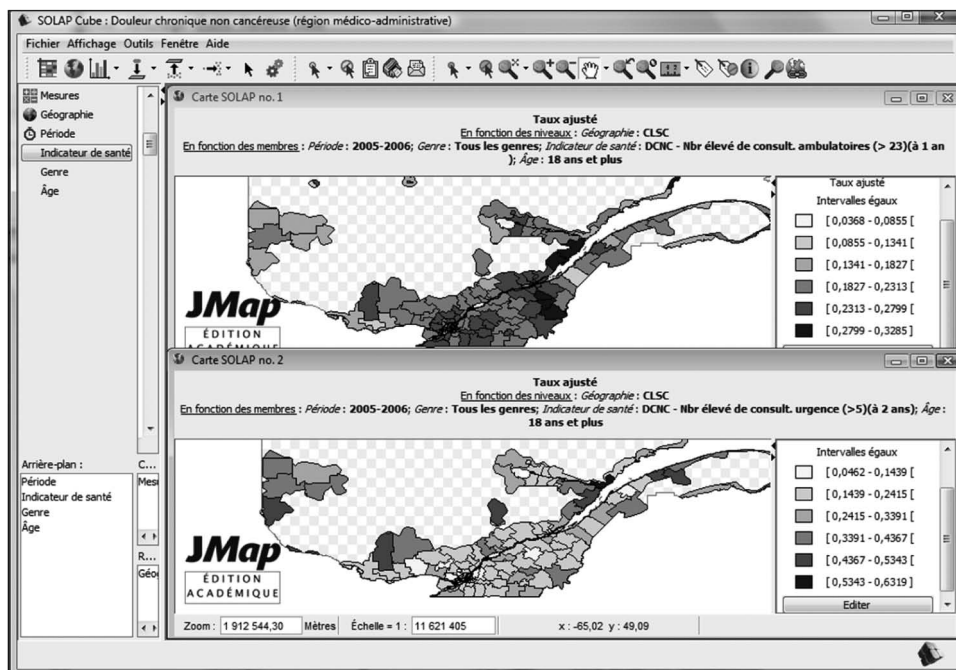 SOLAP Cube : Douleur chronique non cancéreuse (région médico-administrative)
Fichier Affichage Outils Fenêtre Aide
Mesures
Géographie
Période
Indicateur de santé
Genre
Âge
Carte SOLAP no. 1
Taux ajusté
En fonction des niveaux : Géographie : CLSC
En fonction des membres : Période : 2005-2006; Genre : Tous les genres; Indicateur de santé : DCNC - Nbr élevé de consult. ambulatoires (> 23)(à 1 an
); Âge : 18 ans et plus
Taux ajusté
Intervalles égaux
[ 0,0368 - 0,0855 [
[ 0,0855 - 0,1341 [
[ 0,1341 - 0,1827 [
[ 0,1827 - 0,2313 [
[ 0,2313 - 0,2799 [
[ 0,2799 - 0,3285 [
JMap
ÉDITION
ACADÉMIQUE
Carte SOLAP no. 2
Taux ajusté
En fonction des niveaux : Géographie : CLSC
En fonction des membres : Période : 2005-2006; Genre : Tous les genres; Indicateur de santé : DCNC - Nbr élevé de consult. urgence (>5)(à 2 ans); Âge :
18 ans et plus
Intervalles égaux
[ 0,0462 - 0,1439 [
[ 0,1439 - 0,2415 [
[ 0,2415 - 0,3391 [
[ 0,3391 - 0,4367 [
[ 0,4367 - 0,5343 [
[ 0,5343 - 0,6319 [
Editer
JMap
ÉDITION
ACADÉMIQUE
Arrière-plan :
Période
Indicateur de santé
Genre
Âge
C...
Mes
R...
Géo
Zoom : 1 912 544,30 Mètres Échelle = 1 : 11 621 405 x : -65,02 y : 49,09